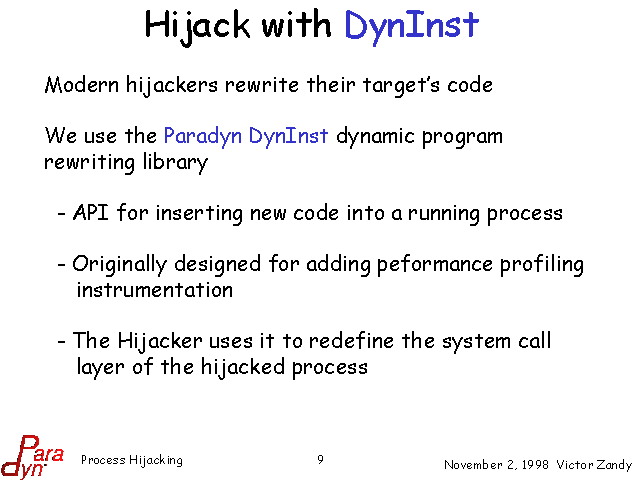 Hijack with DynInst
Modern hijackers rewrite their target's code
We use the Paradyn DynInst dynamic program
rewriting library
- API for inserting new code into a running process
- Originally designed for adding peformance profiling
instrumentation
- The Hijacker uses it to redefine the system call
layer of the hijacked process
Para
dyn
Process Hijacking
9
November 2, 1998 Victor Zandy